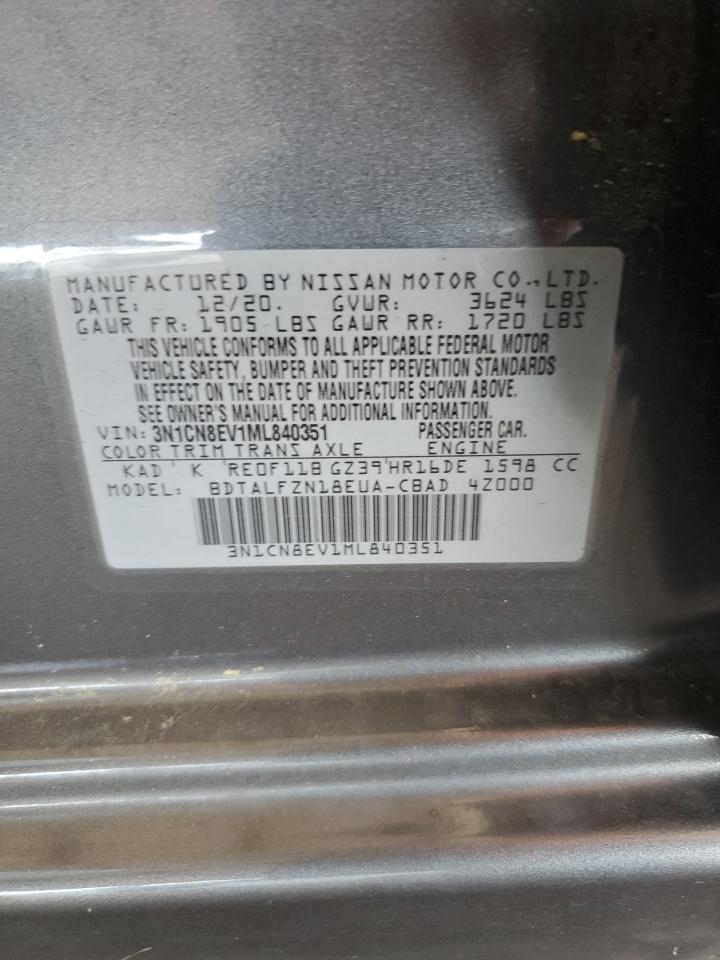 MANUFACTURED BY NISSAN MOTOR CO., LTD.
DATE: 12/20. GVWR: 3624 LBS
GAWR FR: 1905 LBS GAWR RR: 1720 LBS
THIS VEHICLE CONFORMS TO ALL APPLICABLE FEDERAL MOTOR
VEHICLE SAFETY, BUMPER AND THEFT PREVENTION STANDARDS
IN EFFECT ON THE DATE OF MANUFACTURE SHOWN ABOVE.
SEE OWNER'S MANUAL FOR ADDITIONAL INFORMATION.
VIN: 3N1CN8EV1ML840351 PASSENGER CAR.
COLOR TRIM TRANS AXLE ENGINE
KAD K RE0F11B GZ39 HR16DE 1598 CC
MODEL: BDTALFZN18EUA-CBAD 4Z000
3N1CN8EV1ML840351